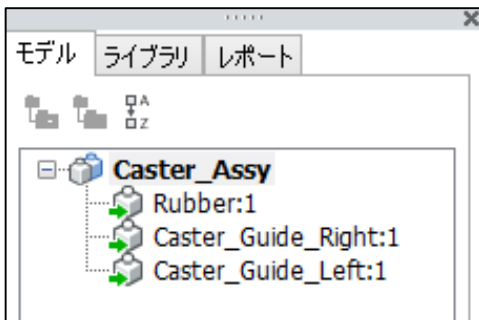 モデル ライブラリ レポート
A
Z
Caster_Assy
Rubber:1
Caster_Guide_Right:1
Caster_Guide_Left:1